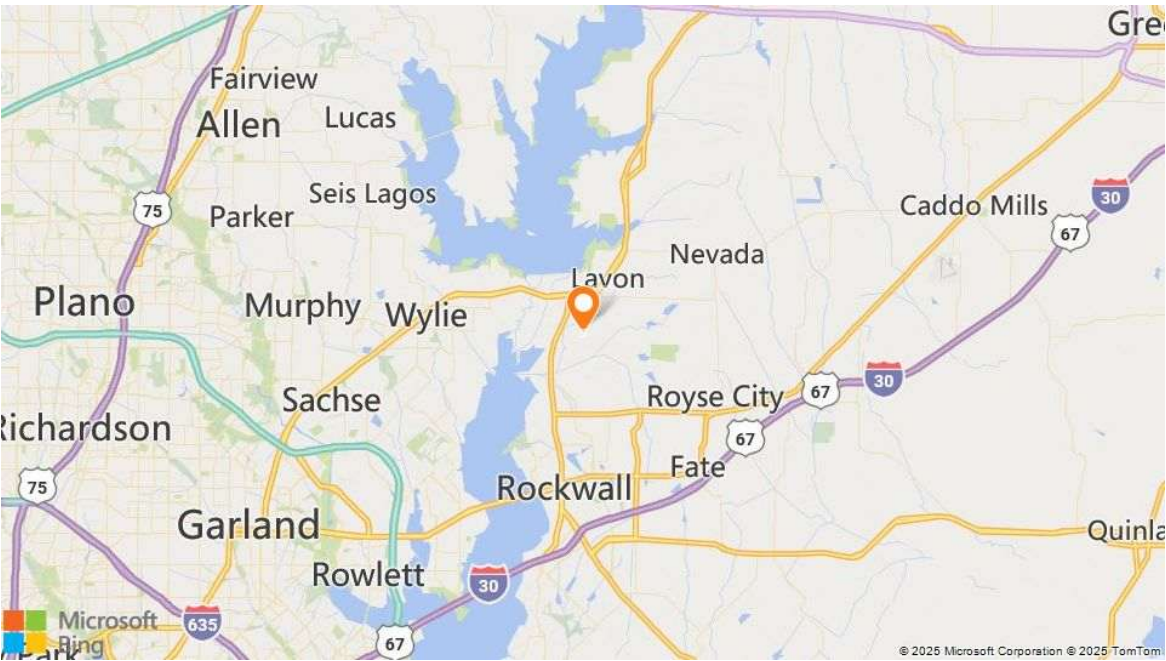 Gre
Fairview
Allen
Lucas
Seis Lagos
30
75
Parker
Caddo Mills
67
Nevada
Lavon
Plano
Murphy
Wylie
30
67
Royse City
Sachse
Richardson
67
Fate
75
Rockwall
Garland
Quinla
Rowlett
30
Microsoft
Bing
635
67
Park
© 2025 Microsoft Corporation © 2025 TomTom